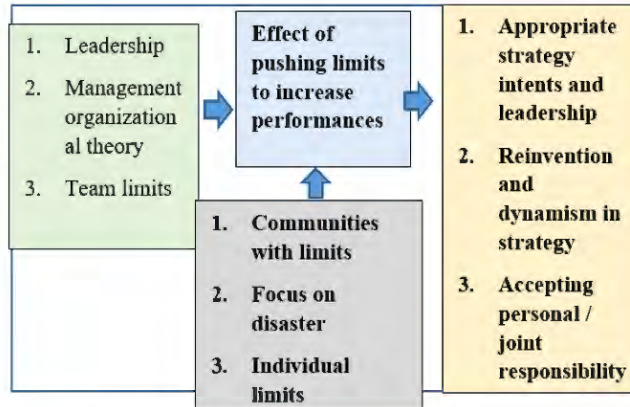 1. Leadership
2. Management
organization
al theory
3. Team limits
Effect of
pushing limits
to increase
performances
1. Communities
with limits
2. Focus on
disaster
3. Individual
limits
1. Appropriate
strategy
intents and
leadership
2. Reinvention
and
dynamism in
strategy
3. Accepting
personal /
joint
responsibility